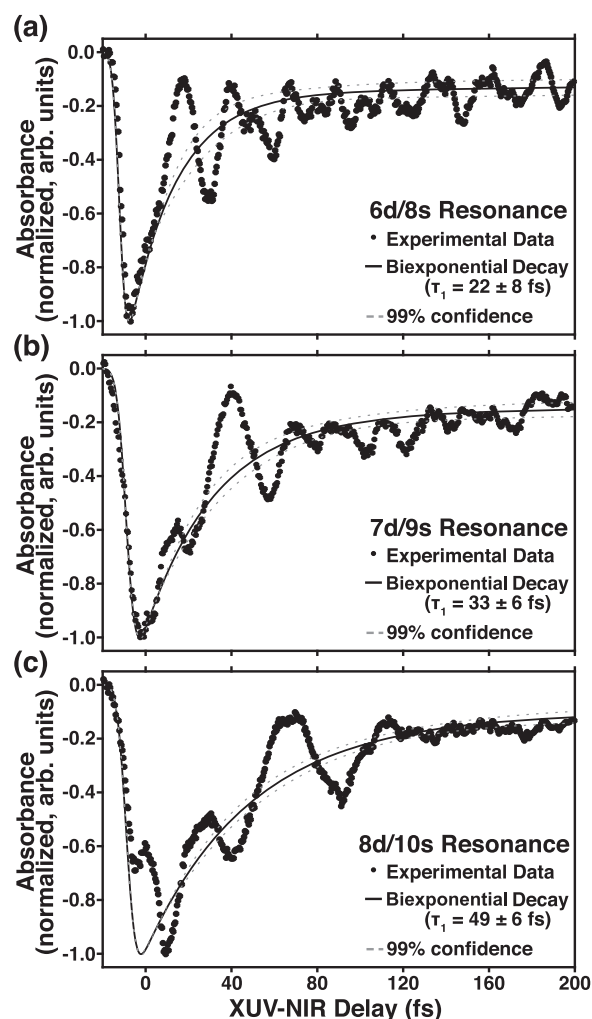 (a)
Absorbance
(normalized, arb. units)
0.0
-0.2
-0.4
-0.6
-0.8
-1.0
6d/8s Resonance
Experimental Data
Biexponential Decay
(τ₁ = 22 ± 8 fs)
99% confidence
(b)
Absorbance
(normalized, arb. units)
0.0
-0.2
-0.4
-0.6
-0.8
-1.0
7d/9s Resonance
Experimental Data
Biexponential Decay
(τ₁ = 33 ± 6 fs)
99% confidence
(c)
Absorbance
(normalized, arb. units)
0.0
-0.2
-0.4
-0.6
-0.8
-1.0
8d/10s Resonance
Experimental Data
Biexponential Decay
(τ₁ = 49 ± 6 fs)
99% confidence
0 40 80 120 160 200
XUV-NIR Delay (fs)